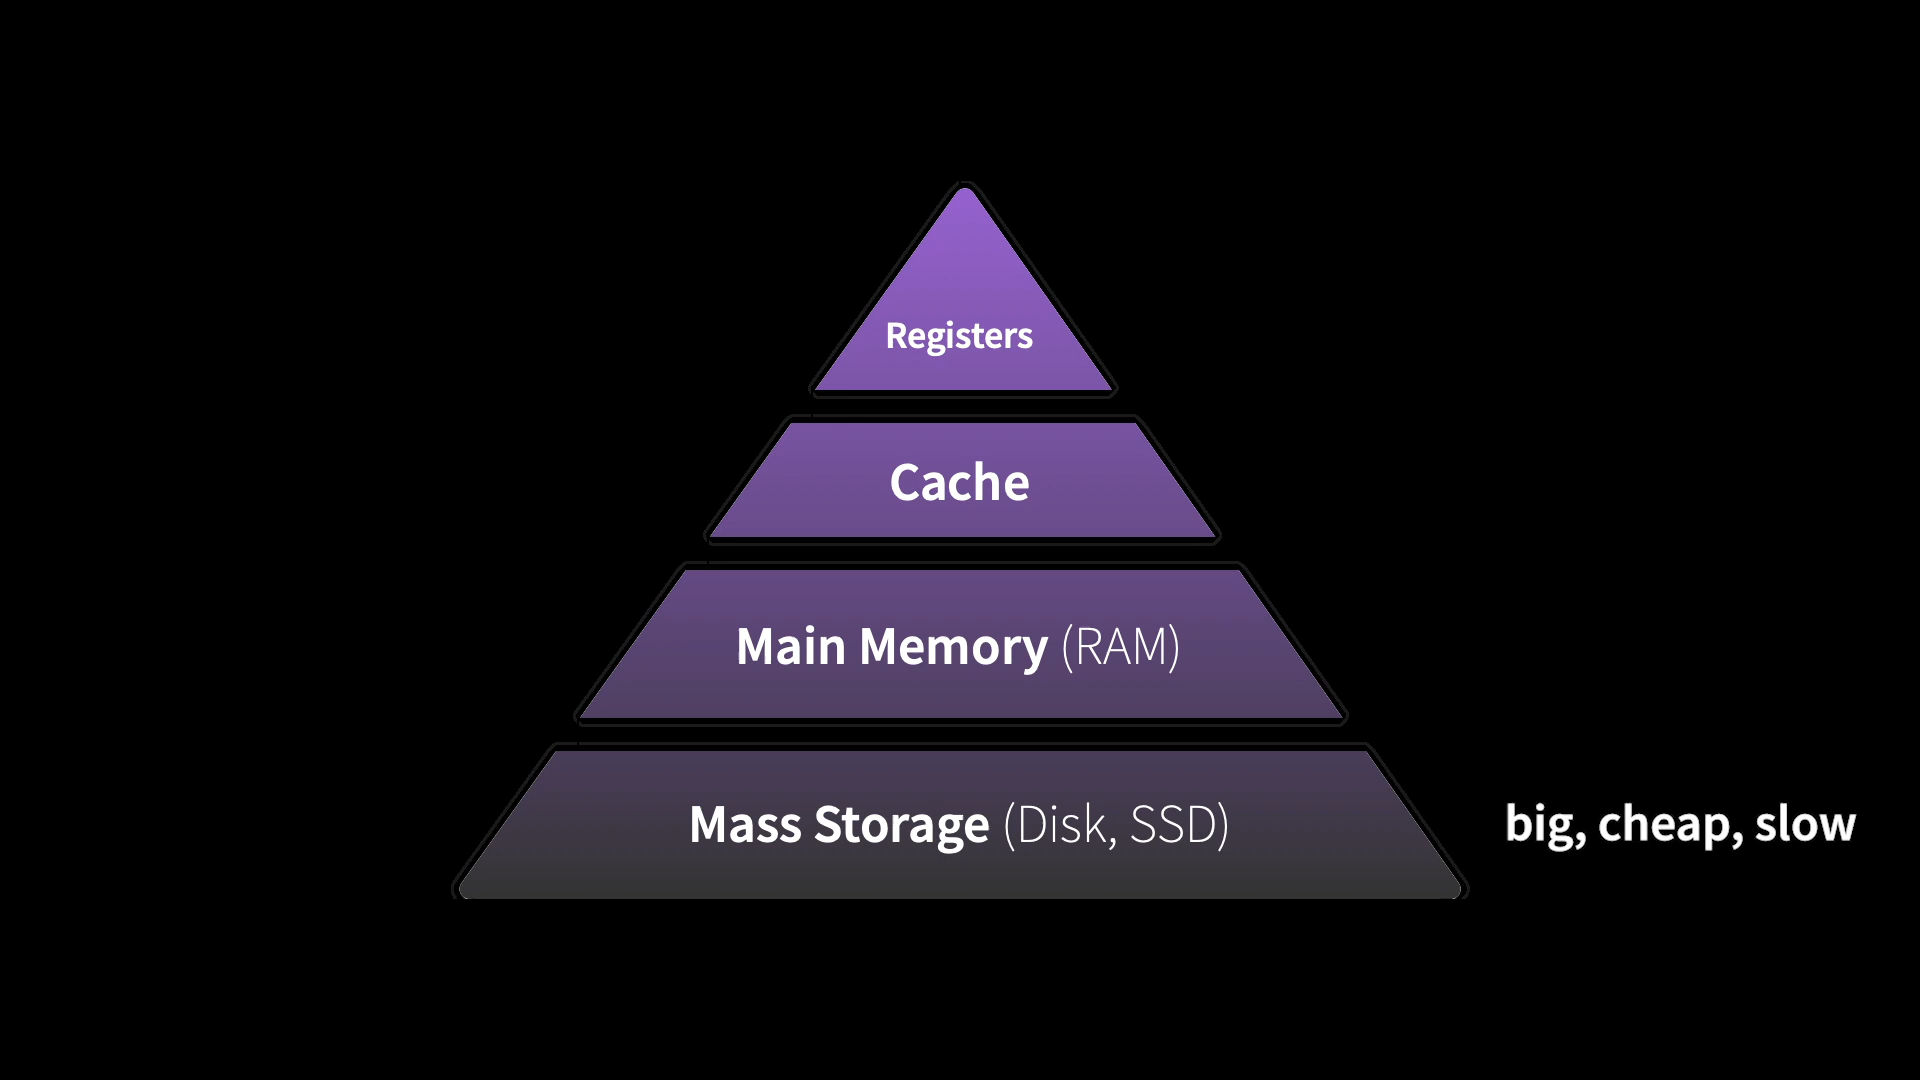 Registers
Cache
Main Memory (RAM)
Mass Storage (Disk, SSD)
big, cheap, slow